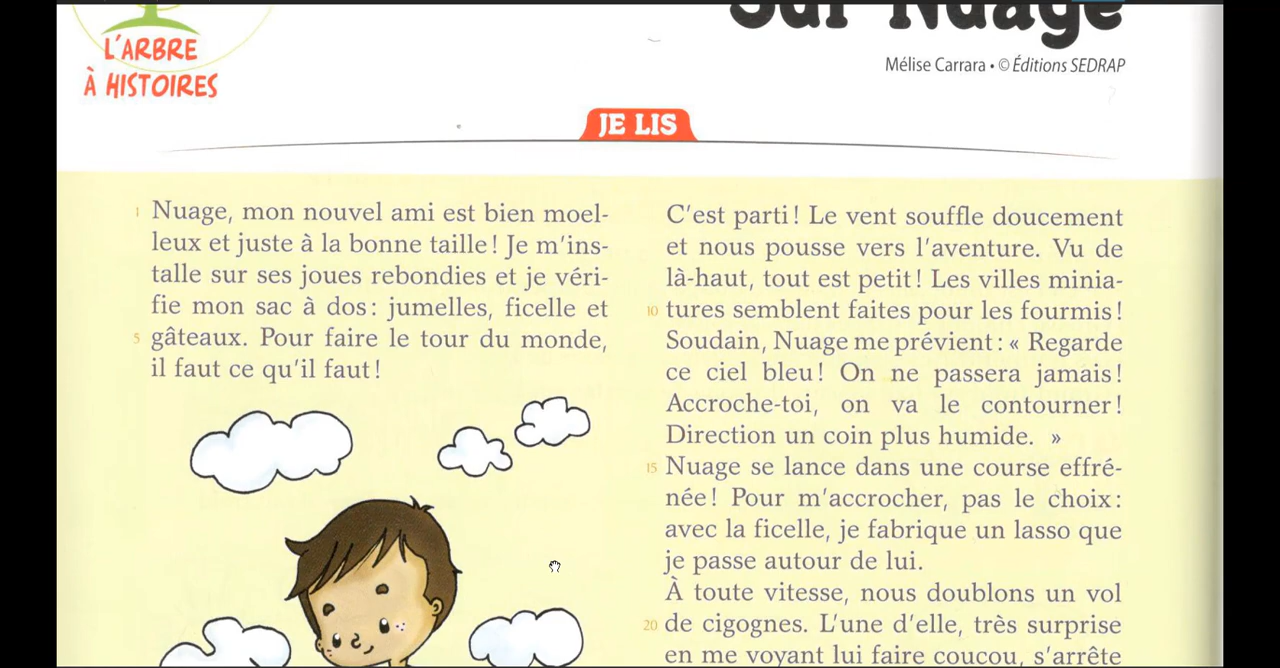 L'ARBRE
À HISTOIRES
Sur Nuage
Mélise Carrara • © Éditions SEDRAP
JE LIS
1 Nuage, mon nouvel ami est bien moel-
leux et juste à la bonne taille ! Je m'ins-
talle sur ses joues rebondies et je véri-
fie mon sac à dos : jumelles, ficelle et
5 gâteaux. Pour faire le tour du monde,
il faut ce qu'il faut !
C'est parti ! Le vent souffle doucement
et nous pousse vers l'aventure. Vu de
là-haut, tout est petit ! Les villes minia-
10 tures semblent faites pour les fourmis !
Soudain, Nuage me prévient : « Regarde
ce ciel bleu ! On ne passera jamais !
Accroche-toi, on va le contourner !
Direction un coin plus humide. »
15 Nuage se lance dans une course effré-
née ! Pour m'accrocher, pas le choix :
avec la ficelle, je fabrique un lasso que
je passe autour de lui.
À toute vitesse, nous doublons un vol
20 de cigognes. L'une d'elle, très surprise
en me voyant lui faire coucou, s'arrête